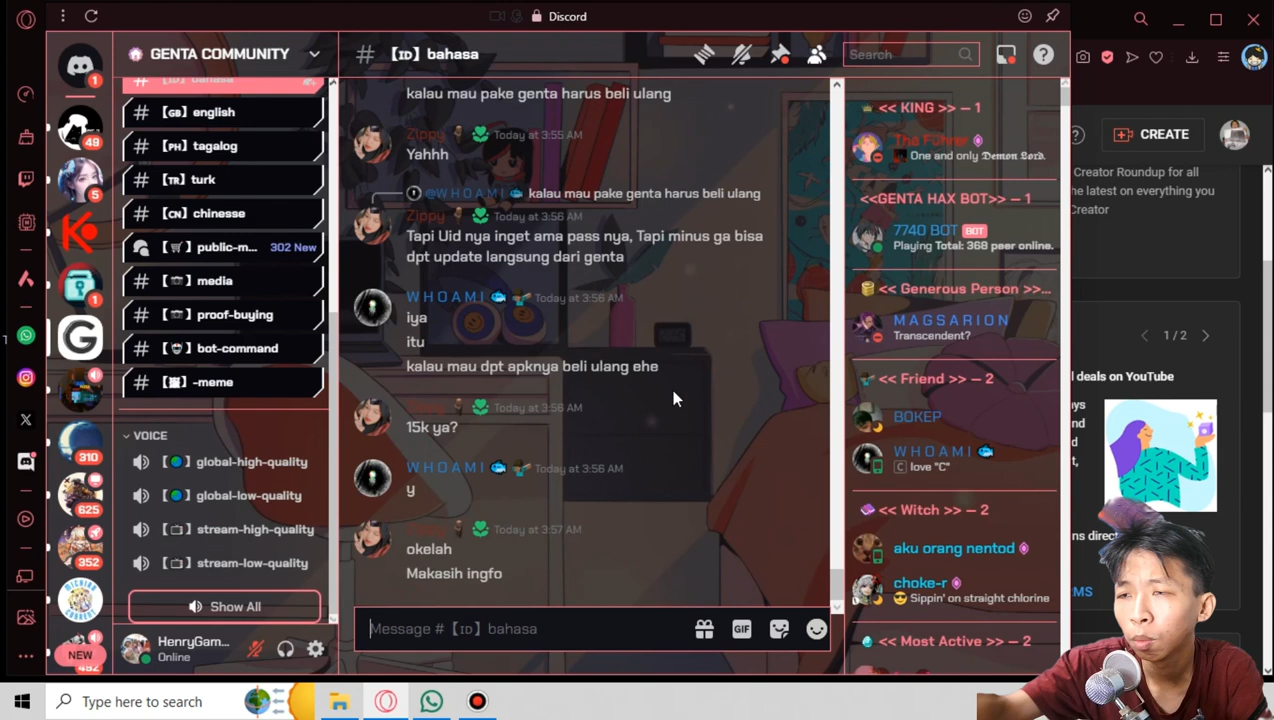 Discord
1
GENTA COMMUNITY
【ID】bahasa
Search
?
49
5
1
310
625
352
MICHIKO
NEW
【GB】english
【PH】tagalog
【TR】turk
【CN】chinesse
public-m...
302 New
media
proof-buying
bot-command
-meme
VOICE
global-high-quality
global-low-quality
stream-high-quality
stream-low-quality
Show All
HenryGam...
Online
kalau mau pake genta harus beli ulang
Zippy Today at 3:55 AM
Yahhh
@W H O A M I kalau mau pake genta harus beli ulang
Zippy Today at 3:56 AM
Tapi Uid nya inget ama pass nya, Tapi minus ga bisa
dpt update langsung dari genta
W H O A M I Today at 3:56 AM
iya
itu
kalau mau dpt apknya beli ulang ehe
Today at 3:56 AM
15k ya?
W H O A M I Today at 3:56 AM
y
Today at 3:57 AM
okelah
Makasih ingfo
Message #【ID】bahasa
GIF
<< KING >> — 1
The Führer
One and only 𝕯𝖊𝖒𝖔𝖓 𝕷𝖔𝖗𝖉.
<<GENTA HAX BOT>> — 1
7740 BOT BOT
Playing Total: 368 peer online.
<< Generous Person >>...
M A G S A R I O N
Transcendent?
<< Friend >> — 2
BOKEP
W H O A M I
C love "C"
<< Witch >> — 2
aku orang nentod
choke-r
Sippin' on straight chlorine
<< Most Active >> — 2
CREATE
Creator Roundup for all
the latest on everything you
Creator
1 / 2
l deals on YouTube
Type here to search